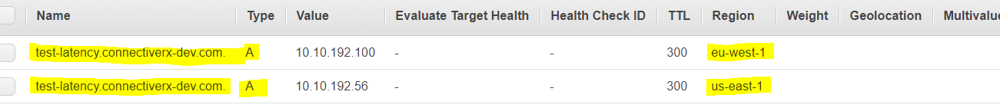 Name Type Value Evaluate Target Health Health Check ID TTL Region Weight Geolocation Multivalue
test-latency.connectiverx-dev.com. A 10.10.192.100 - - 300 eu-west-1
test-latency.connectiverx-dev.com. A 10.10.192.56 - - 300 us-east-1